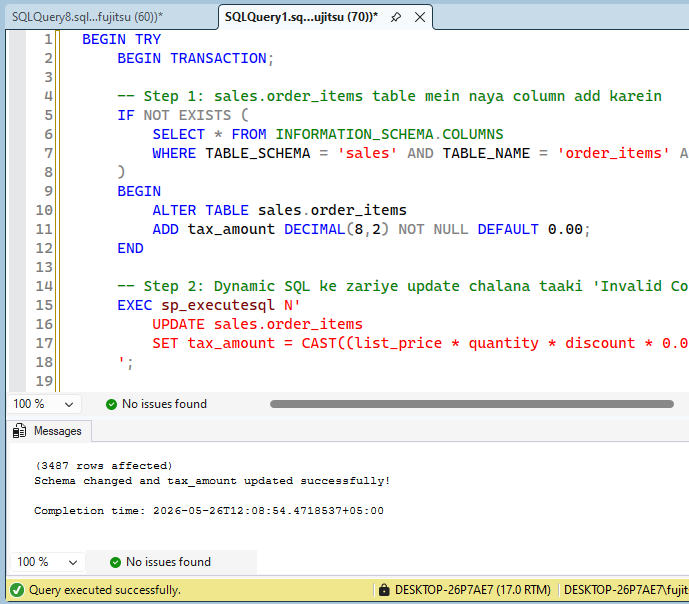 SQLQuery8.sql...fujitsu (60))*
SQLQuery1.sq...ujitsu (70))*
1 BEGIN TRY
2 BEGIN TRANSACTION;
3
4 -- Step 1: sales.order_items table mein naya column add karein
5 IF NOT EXISTS (
6 SELECT * FROM INFORMATION_SCHEMA.COLUMNS
7 WHERE TABLE_SCHEMA = 'sales' AND TABLE_NAME = 'order_items' A
8 )
9 BEGIN
10 ALTER TABLE sales.order_items
11 ADD tax_amount DECIMAL(8,2) NOT NULL DEFAULT 0.00;
12 END
13
14 -- Step 2: Dynamic SQL ke zariye update chalana taaki 'Invalid Co
15 EXEC sp_executesql N'
16 UPDATE sales.order_items
17 SET tax_amount = CAST((list_price * quantity * discount * 0.0
18 ';
19
100 %
No issues found
Messages
(3487 rows affected)
Schema changed and tax_amount updated successfully!
Completion time: 2026-05-26T12:08:54.4718537+05:00
100 %
No issues found
Query executed successfully.
DESKTOP-26P7AE7 (17.0 RTM)
DESKTOP-26P7AE7\fujit